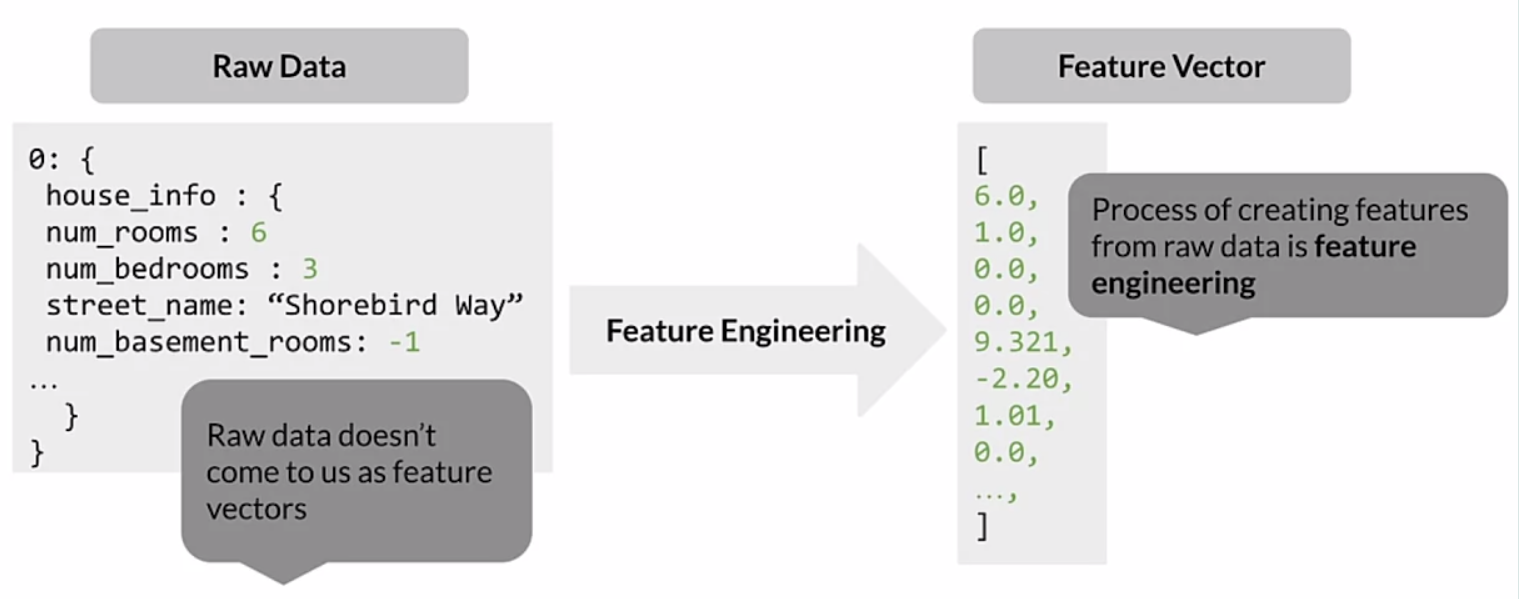 Raw Data
0: {
house_info : {
num_rooms : 6
num_bedrooms : 3
street_name: “Shorebird Way”
num_basement_rooms: -1
...
}
}
Raw data doesn’t
come to us as feature
vectors
Feature Engineering
Feature Vector
[
6.0,
1.0,
0.0,
0.0,
9.321,
-2.20,
1.01,
0.0,
...,
]
Process of creating features
from raw data is feature
engineering